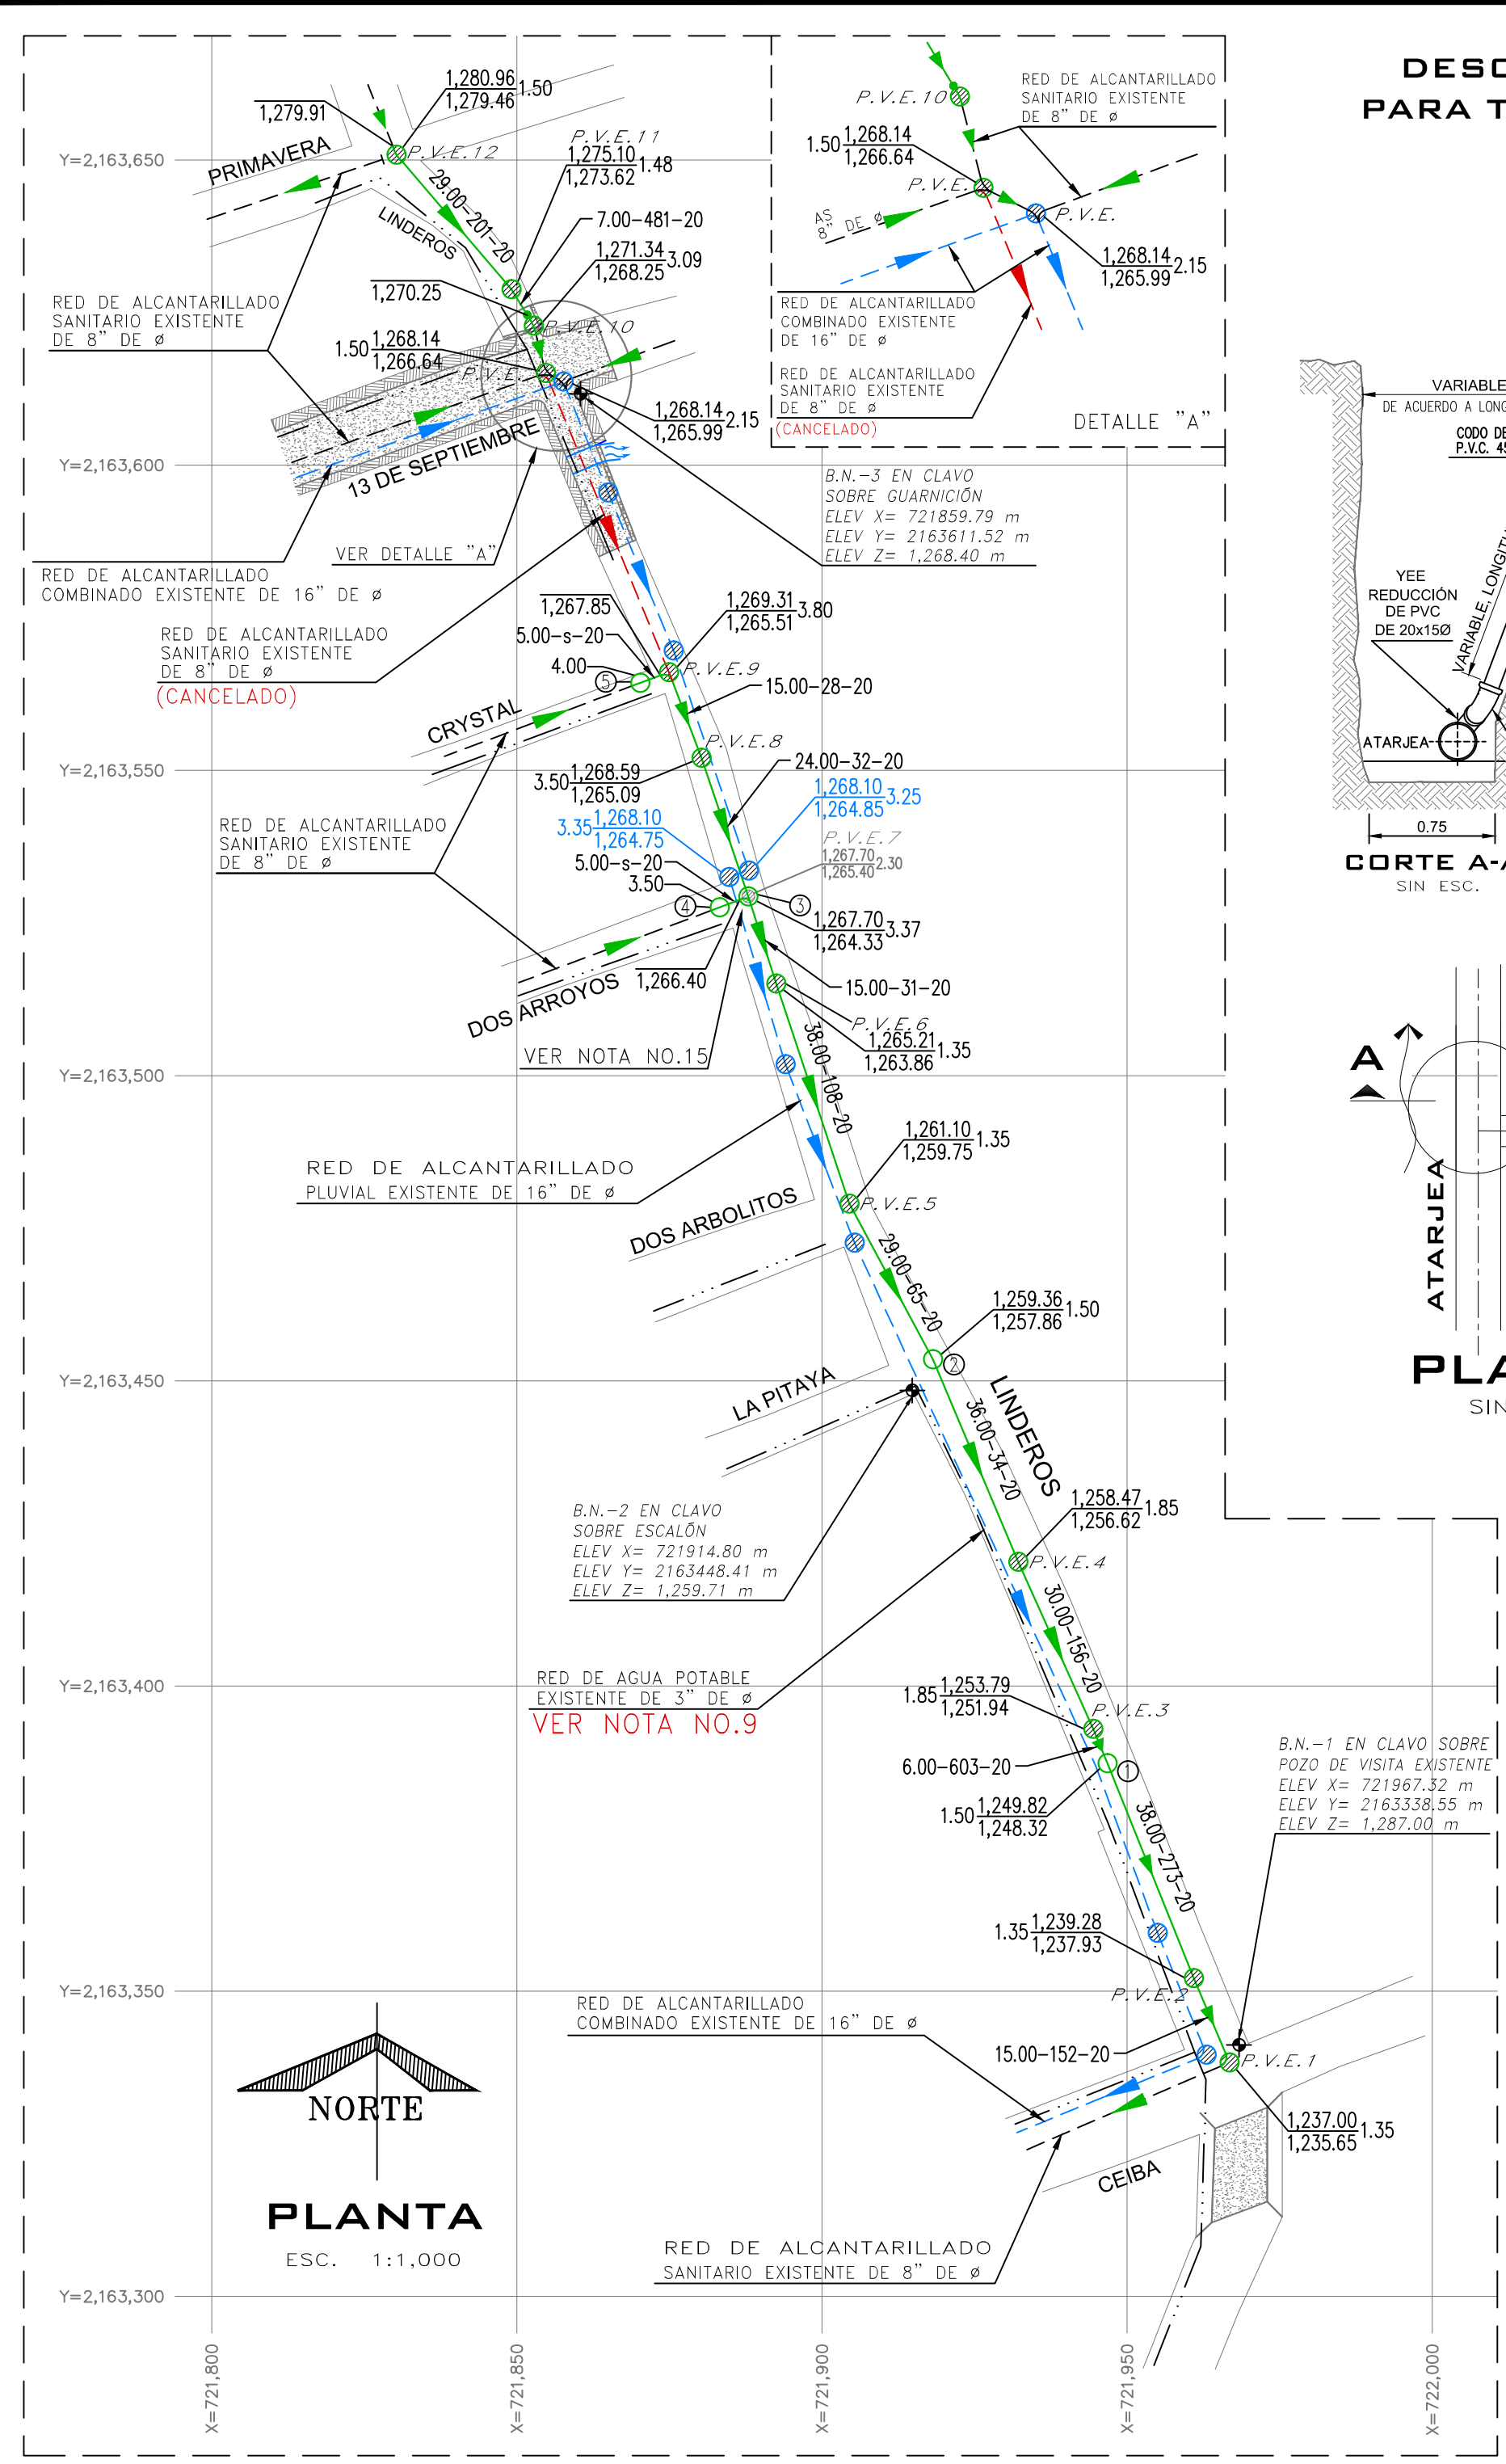 DESC
PARA T
1,280.96
1,279.46
1.50
1,279.91
P.V.E.12
Y=2,163,650
PRIMAVERA
29.00-201-20
P.V.E.11
1,275.10
1,273.62
1.48
LINDEROS
7.00-481-20
1,271.34
1,268.25
3.09
1,270.25
RED DE ALCANTARILLADO
SANITARIO EXISTENTE
DE 8" DE ø
P.V.E.10
1.50
1,268.14
1,266.64
P.V.E.
1,268.14
1,265.99
2.15
13 DE SEPTIEMBRE
Y=2,163,600
VER DETALLE "A"
RED DE ALCANTARILLADO
COMBINADO EXISTENTE DE 16" DE ø
P.V.E.10
RED DE ALCANTARILLADO
SANITARIO EXISTENTE
DE 8" DE ø
1.50
1,268.14
1,266.64
P.V.E.
AS
8" DE ø
P.V.E.
1,268.14
1,265.99
2.15
RED DE ALCANTARILLADO
COMBINADO EXISTENTE
DE 16" DE ø
RED DE ALCANTARILLADO
SANITARIO EXISTENTE
DE 8" DE ø
(CANCELADO)
DETALLE "A"
B.N.-3 EN CLAVO
SOBRE GUARNICIÓN
ELEV X= 721859.79 m
ELEV Y= 2163611.52 m
ELEV Z= 1,268.40 m
RED DE ALCANTARILLADO
SANITARIO EXISTENTE
DE 8" DE ø
(CANCELADO)
1,267.85
1,269.31
1,265.51
3.80
5.00-s-20
4.00
5
P.V.E.9
15.00-28-20
CRYSTAL
P.V.E.8
24.00-32-20
Y=2,163,550
3.50
1,268.59
1,265.09
1,268.10
1,264.85
3.25
3.35
1,268.10
1,264.75
P.V.E.7
1,267.70
1,265.40
2.30
RED DE ALCANTARILLADO
SANITARIO EXISTENTE
DE 8" DE ø
5.00-s-20
3.50
4
3
1,267.70
1,264.33
3.37
1,266.40
DOS ARROYOS
15.00-31-20
P.V.E.6
1,265.21
1,263.86
1.35
VER NOTA NO.15
38.00-108-20
Y=2,163,500
1,261.10
1,259.75
1.35
RED DE ALCANTARILLADO
PLUVIAL EXISTENTE DE 16" DE ø
P.V.E.5
DOS ARBOLITOS
29.00-65-20
1,259.36
1,257.86
1.50
2
Y=2,163,450
LA PITAYA
LINDEROS
36.00-34-20
B.N.-2 EN CLAVO
SOBRE ESCALÓN
ELEV X= 721914.80 m
ELEV Y= 2163448.41 m
ELEV Z= 1,259.71 m
1,258.47
1,256.62
1.85
P.V.E.4
30.00-156-20
RED DE AGUA POTABLE
EXISTENTE DE 3" DE ø
VER NOTA NO.9
Y=2,163,400
1.85
1,253.79
1,251.94
P.V.E.3
6.00-603-20
1
1.50
1,249.82
1,248.32
38.00-273-20
B.N.-1 EN CLAVO SOBRE
POZO DE VISITA EXISTENTE
ELEV X= 721967.32 m
ELEV Y= 2163338.55 m
ELEV Z= 1,287.00 m
1.35
1,239.28
1,237.93
P.V.E.2
Y=2,163,350
RED DE ALCANTARILLADO
COMBINADO EXISTENTE DE 16" DE ø
15.00-152-20
P.V.E.1
1,237.00
1,235.65
1.35
CEIBA
RED DE ALCANTARILLADO
SANITARIO EXISTENTE DE 8" DE ø
NORTE
PLANTA
ESC. 1:1,000
Y=2,163,300
X=721,800
X=721,850
X=721,900
X=721,950
X=722,000
VARIABLE
DE ACUERDO A LONG
CODO DE
P.V.C. 45
YEE
REDUCCIÓN
DE PVC
DE 20x15Ø
VARIABLE, LONGITU
ATARJEA
0.75
CORTE A-A
SIN ESC.
A
ATARJEA
PLA
SIN